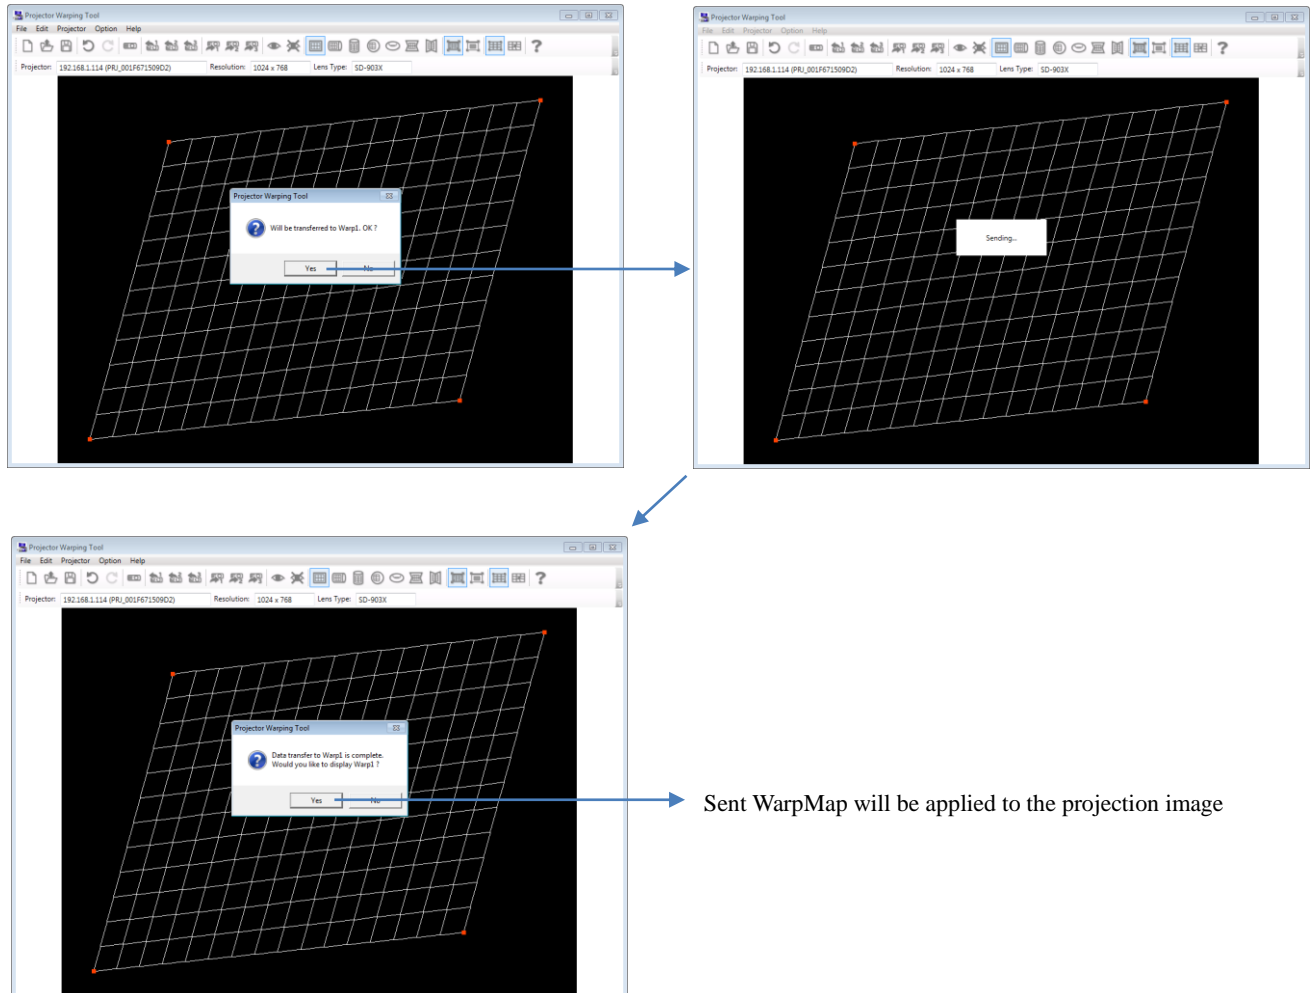 Projector Warping Tool
File Edit Projector Option Help
Projector: 192.168.1.114 (PRJ_001F671509D2) Resolution: 1024 x 768 Lens Type: SD-903X
Projector Warping Tool
Will be transferred to Warp1. OK ?
Yes No
Projector Warping Tool
File Edit Projector Option Help
Projector: 192.168.1.114 (PRJ_001F671509D2) Resolution: 1024 x 768 Lens Type: SD-903X
Sending...
Projector Warping Tool
File Edit Projector Option Help
Projector: 192.168.1.114 (PRJ_001F671509D2) Resolution: 1024 x 768 Lens Type: SD-903X
Projector Warping Tool
Data transfer to Warp1 is complete.
Would you like to display Warp1 ?
Yes No
Sent WarpMap will be applied to the projection image